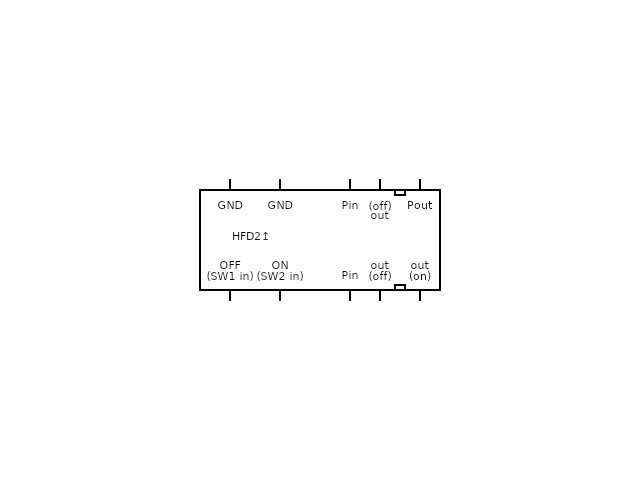 GND GND Pin (off) Pout
out
HFD2↥
OFF ON out out
(SW1 in) (SW2 in) Pin (off) (on)